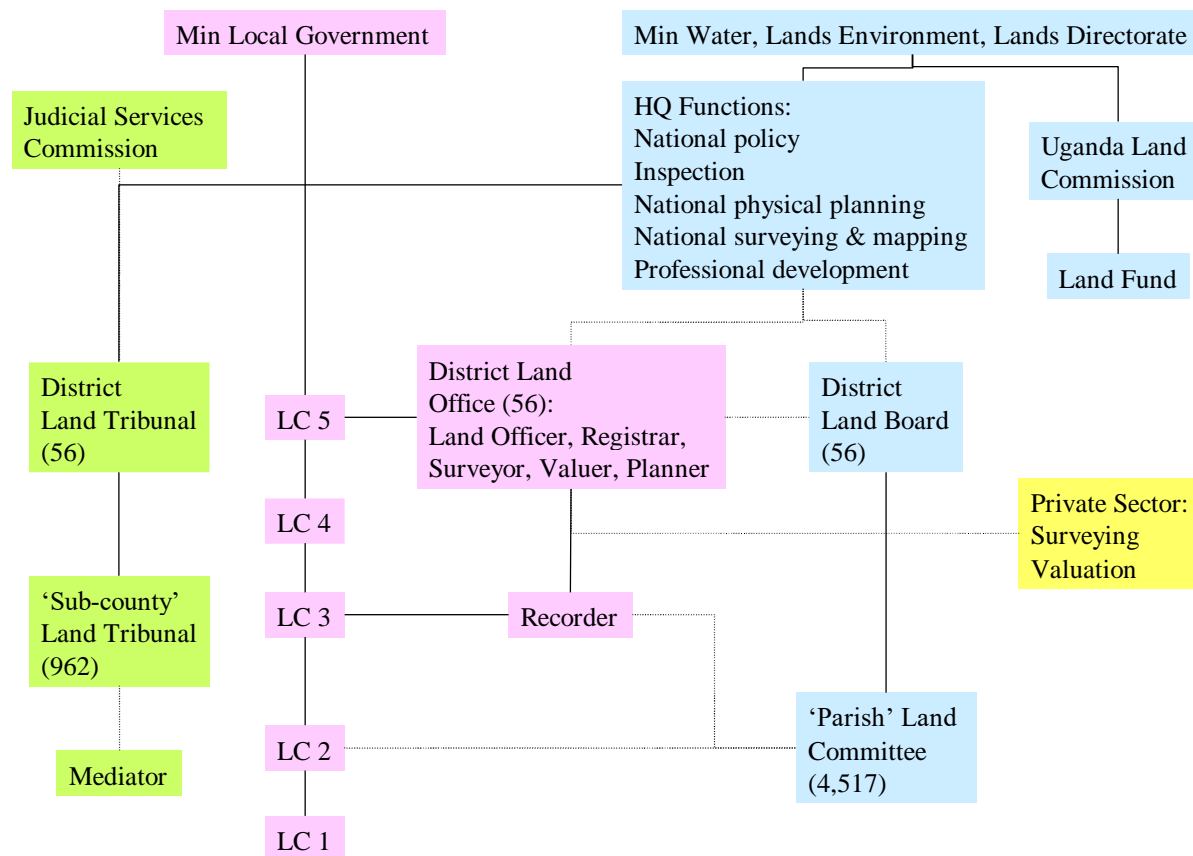 Min Local Government
Min Water, Lands Environment, Lands Directorate
Judicial Services
Commission
HQ Functions:
National policy
Inspection
National physical planning
National surveying & mapping
Professional development
Uganda Land
Commission
Land Fund
District
Land Tribunal
(56)
LC 5
District Land
Office (56):
Land Officer, Registrar,
Surveyor, Valuer, Planner
District
Land Board
(56)
LC 4
Private Sector:
Surveying
Valuation
‘Sub-county’
Land Tribunal
(962)
LC 3
Recorder
LC 2
‘Parish’ Land
Committee
(4,517)
Mediator
LC 1